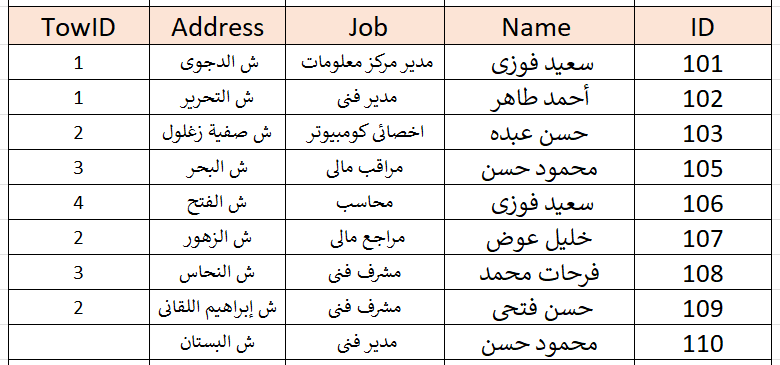 ID Name Job Address TowID
101 سعيد فوزى مدير مركز معلومات ش الدجوى 1
102 أحمد طاهر مدير فنى ش التحرير 1
103 حسن عبده اخصائى كومبيوتر ش صفية زغلول 2
105 محمود حسن مراقب مالى ش البحر 3
106 سعيد فوزى محاسب ش الفتح 4
107 خليل عوض مراجع مالى ش الزهور 2
108 فرحات محمد مشرف فنى ش النحاس 3
109 حسن فتحى مشرف فنى ش إبراهيم اللقانى 2
110 محمود حسن مدير فنى ش البستان